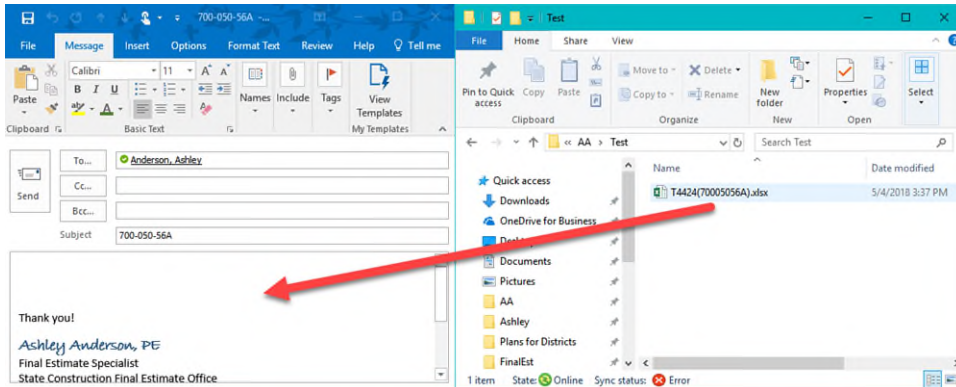 700-050-56A -...
File Message Insert Options Format Text Review Help Tell me
Calibri 11 A A
Paste B I U Names Include Tags View Templates
Clipboard Basic Text My Templates
To... Anderson, Ashley
Cc...
Send
Bcc...
Subject 700-050-56A
Thank you!
Ashley Anderson, PE
Final Estimate Specialist
State Construction Final Estimate Office
Test
File Home Share View
Pin to Quick access Copy Paste Move to Copy to Delete Rename New folder Properties Select
Clipboard Organize New Open
« AA > Test Search Test
Name Date modified
T4424(70005056A).xlsx 5/4/2018 3:37 PM
Quick access
Downloads
OneDrive for Business
Documents
Pictures
AA
Ashley
Plans for Districts
FinalEst
1 item State: Online Sync status: Error